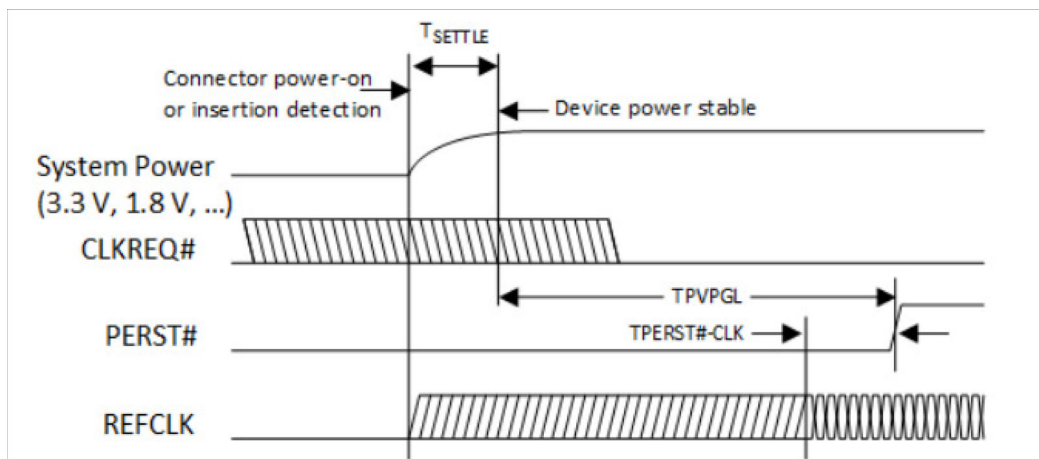 TSETTLE
Connector power-on
or insertion detection
Device power stable
System Power
(3.3 V, 1.8 V, ...)
CLKREQ#
TPVPGL
PERST#
TPERST#-CLK
REFCLK